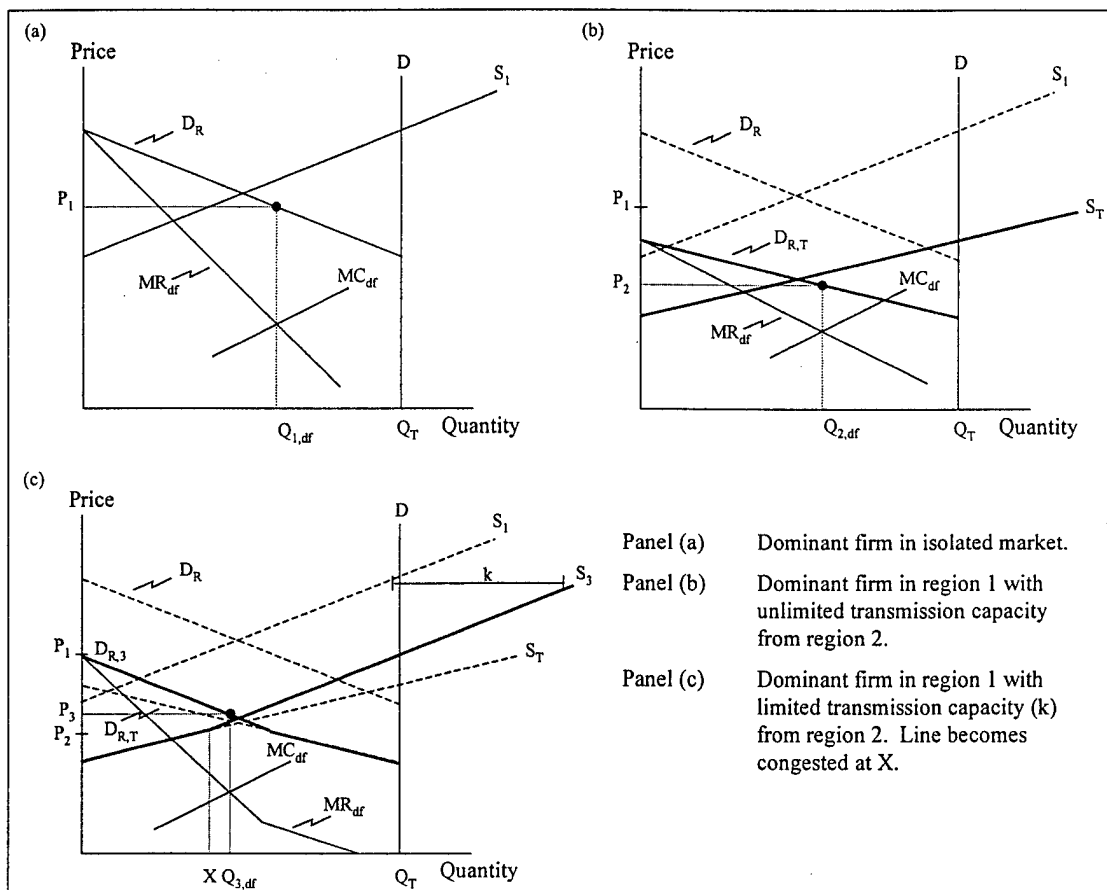 (a)
Price
D
S1
DR
P1
MRdf
MCdf
Q1,df
QT
Quantity
(b)
Price
D
S1
DR
P1
ST
DR,T
P2
MCdf
MRdf
Q2,df
QT
Quantity
(c)
Price
D
S1
k
S3
DR
P1
DR,3
ST
P3
DR,T
P2
MCdf
MRdf
X
Q3,df
QT
Quantity
Panel (a) Dominant firm in isolated market.
Panel (b) Dominant firm in region 1 with
unlimited transmission capacity
from region 2.
Panel (c) Dominant firm in region 1 with
limited transmission capacity (k)
from region 2. Line becomes
congested at X.